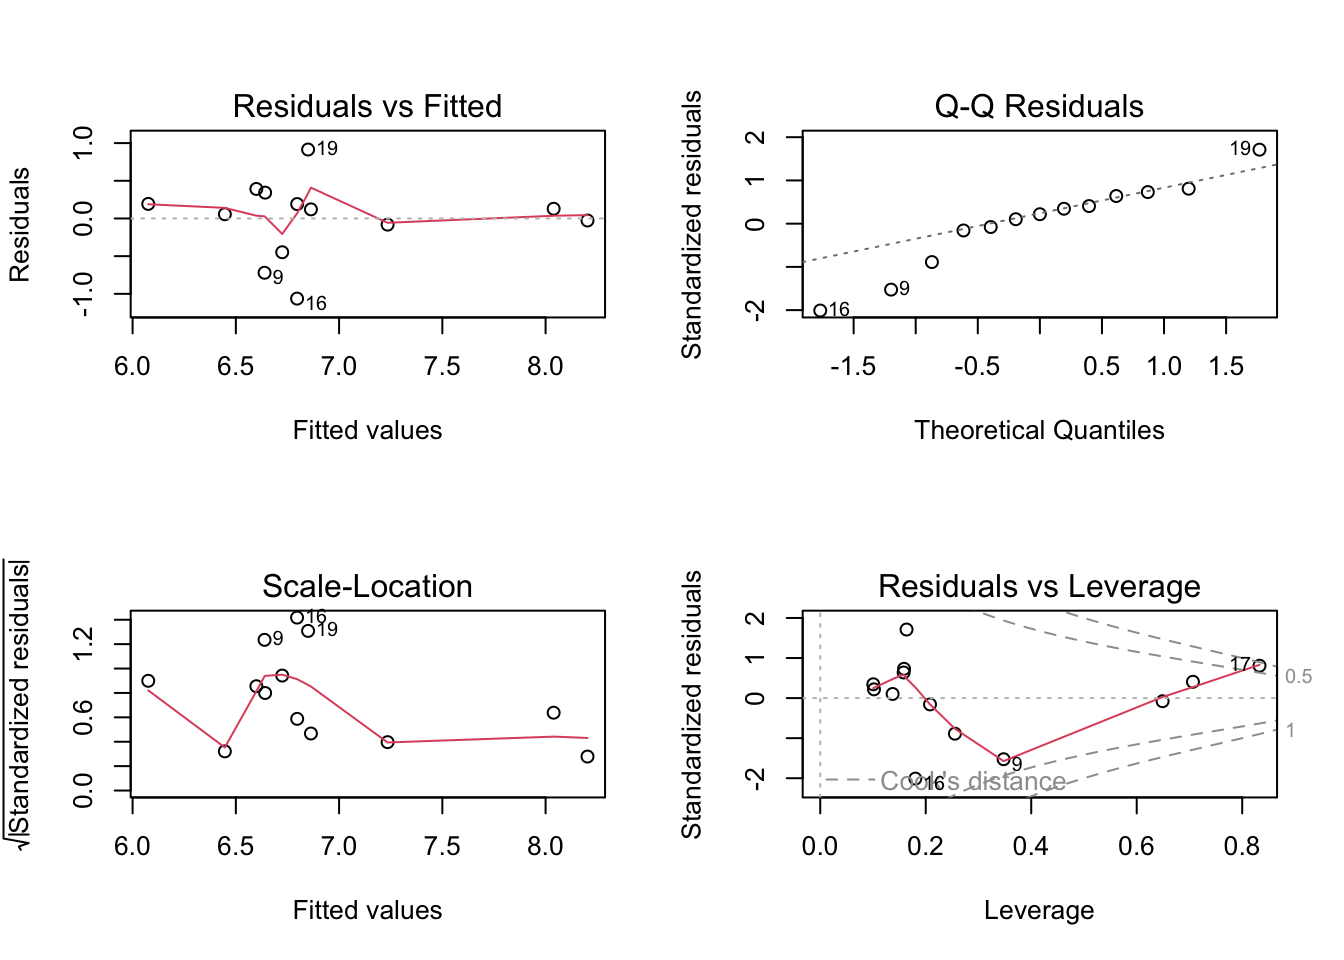 Residuals vs Fitted
Residuals
1.0
0.0
-1.0
19
9
16
6.0 6.5 7.0 7.5 8.0
Fitted values
Q-Q Residuals
Standardized residuals
2
1
0
-2
19
9
16
-1.5 -0.5 0.5 1.0 1.5
Theoretical Quantiles
Scale-Location
√|Standardized residuals|
1.2
0.6
0.0
16
19
9
6.0 6.5 7.0 7.5 8.0
Fitted values
Residuals vs Leverage
Standardized residuals
2
1
0
-2
17
0.5
1
9
16
Cook's distance
0.0 0.2 0.4 0.6 0.8
Leverage